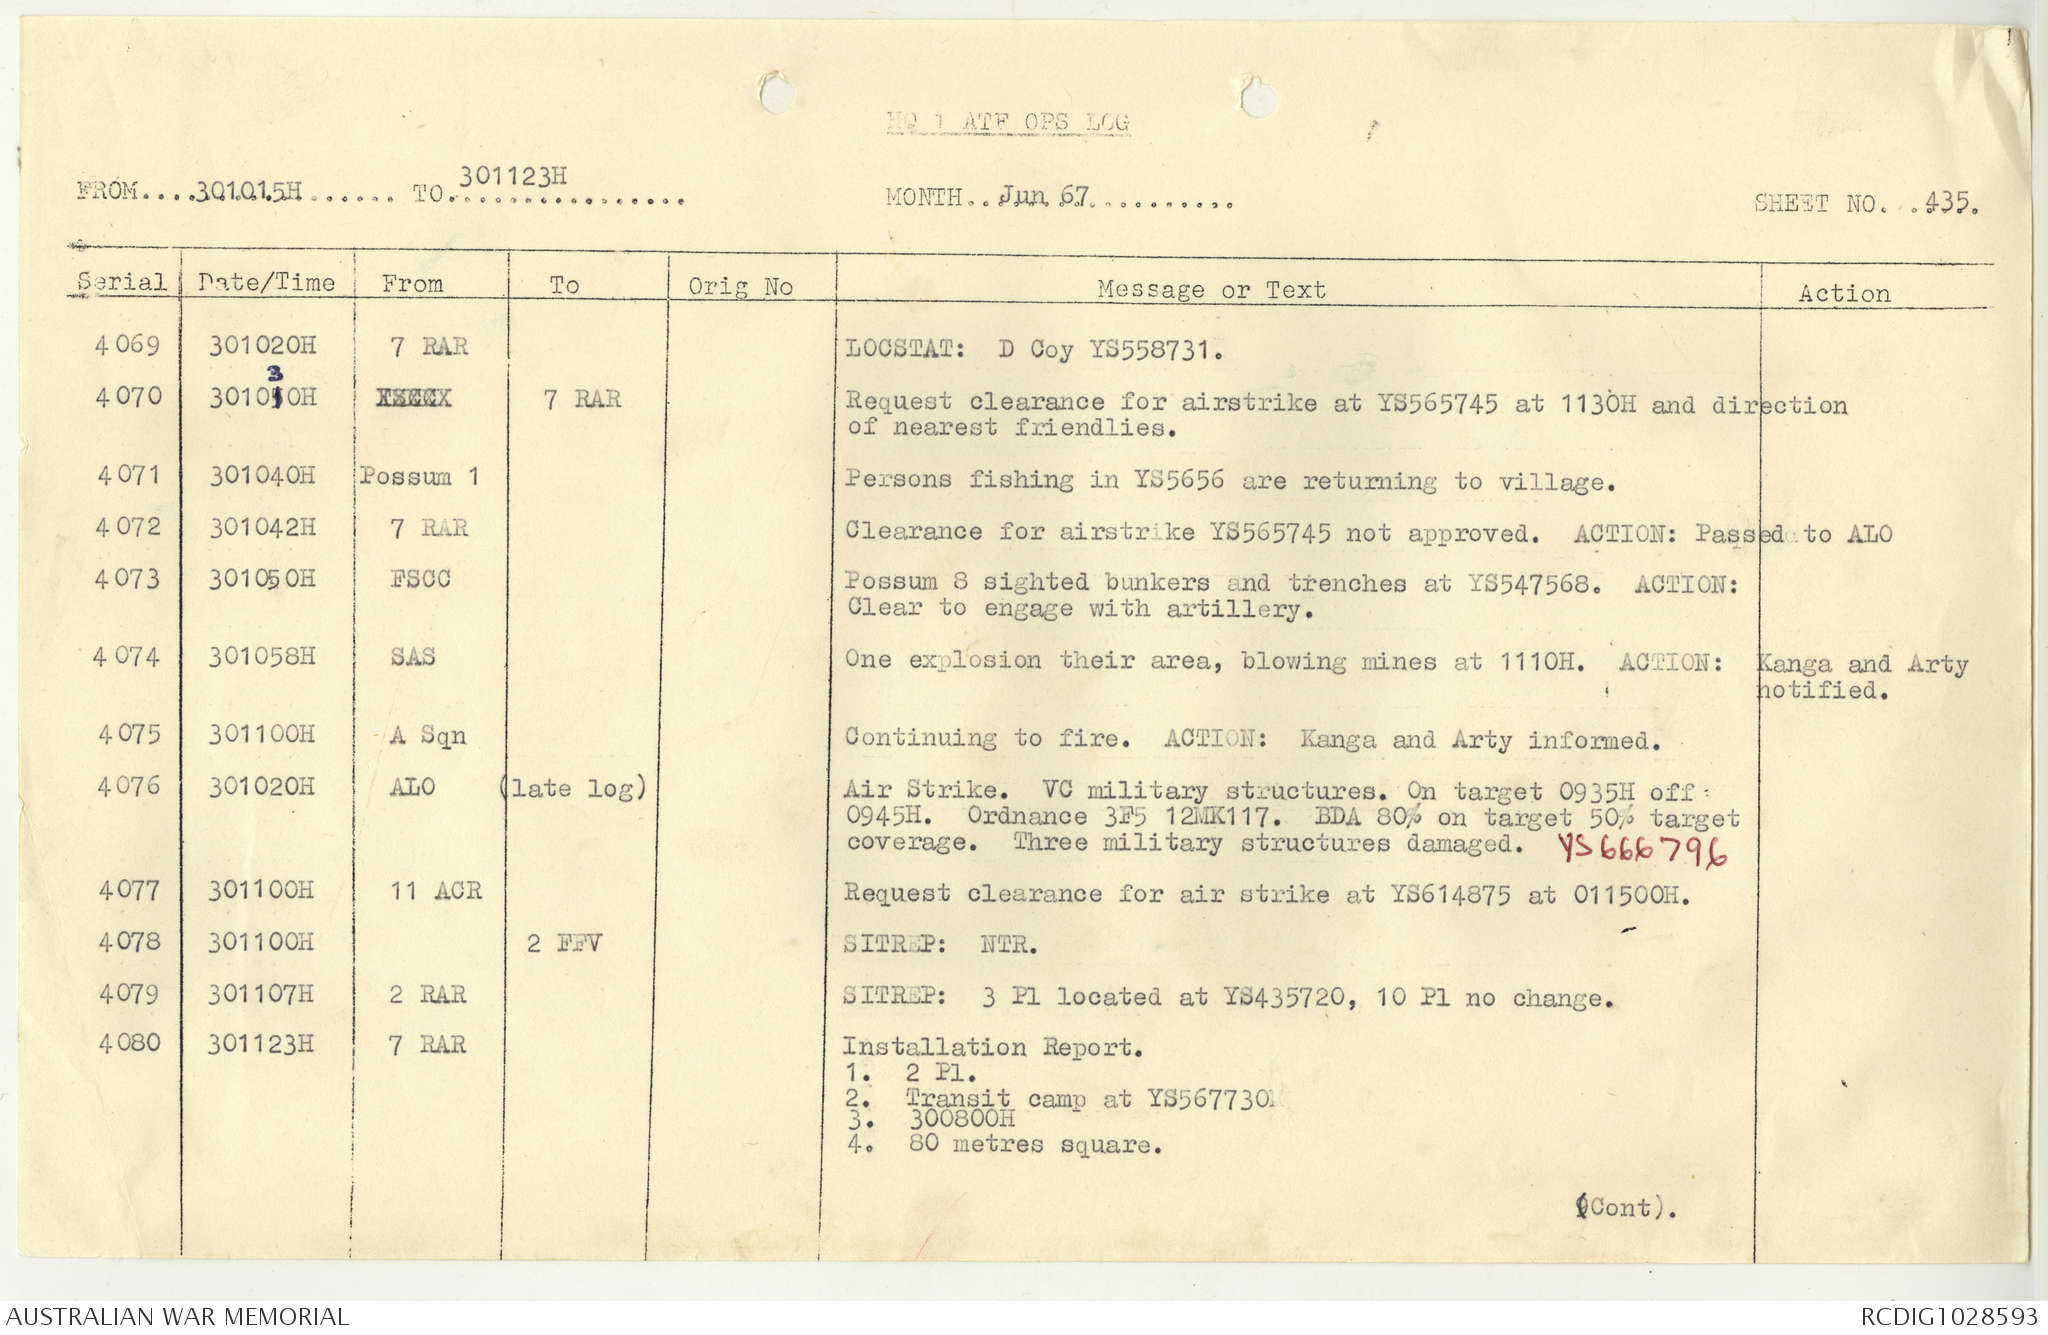 HQ 1 ATF OPS LOG
FROM....301015H...... TO.301123H................
MONTH..Jun 67..........
SHEET NO...435.
Serial Date/Time From To Orig No Message or Text Action
4069 301020H 7 RAR LOCSTAT: D Coy YS558731.
4070 301030H 7 RAR Request clearance for airstrike at YS565745 at 1130H and direction
of nearest friendlies.
4071 301040H Possum 1 Persons fishing in YS5656 are returning to village.
4072 301042H 7 RAR Clearance for airstrike YS565745 not approved. ACTION: Passed to ALO
4073 301050H FSCC Possum 8 sighted bunkers and trenches at YS547568. ACTION:
Clear to engage with artillery.
4074 301058H SAS One explosion their area, blowing mines at 1110H. ACTION: Kanga and Arty
notified.
4075 301100H A Sqn Continuing to fire. ACTION: Kanga and Arty informed.
4076 301020H ALO (late log) Air Strike. VC military structures. On target 0935H off
0945H. Ordnance 3F5 12MK117. BDA 80% on target 50% target
coverage. Three military structures damaged. YS666796
4077 301100H 11 ACR Request clearance for air strike at YS614875 at 011500H.
4078 301100H 2 FFV SITREP: NTR.
4079 301107H 2 RAR SITREP: 3 Pl located at YS435720, 10 Pl no change.
4080 301123H 7 RAR Installation Report.
1. 2 Pl.
2. Transit camp at YS567730
3. 300800H
4. 80 metres square.
(Cont).
AUSTRALIAN WAR MEMORIAL
RCDIG1028593